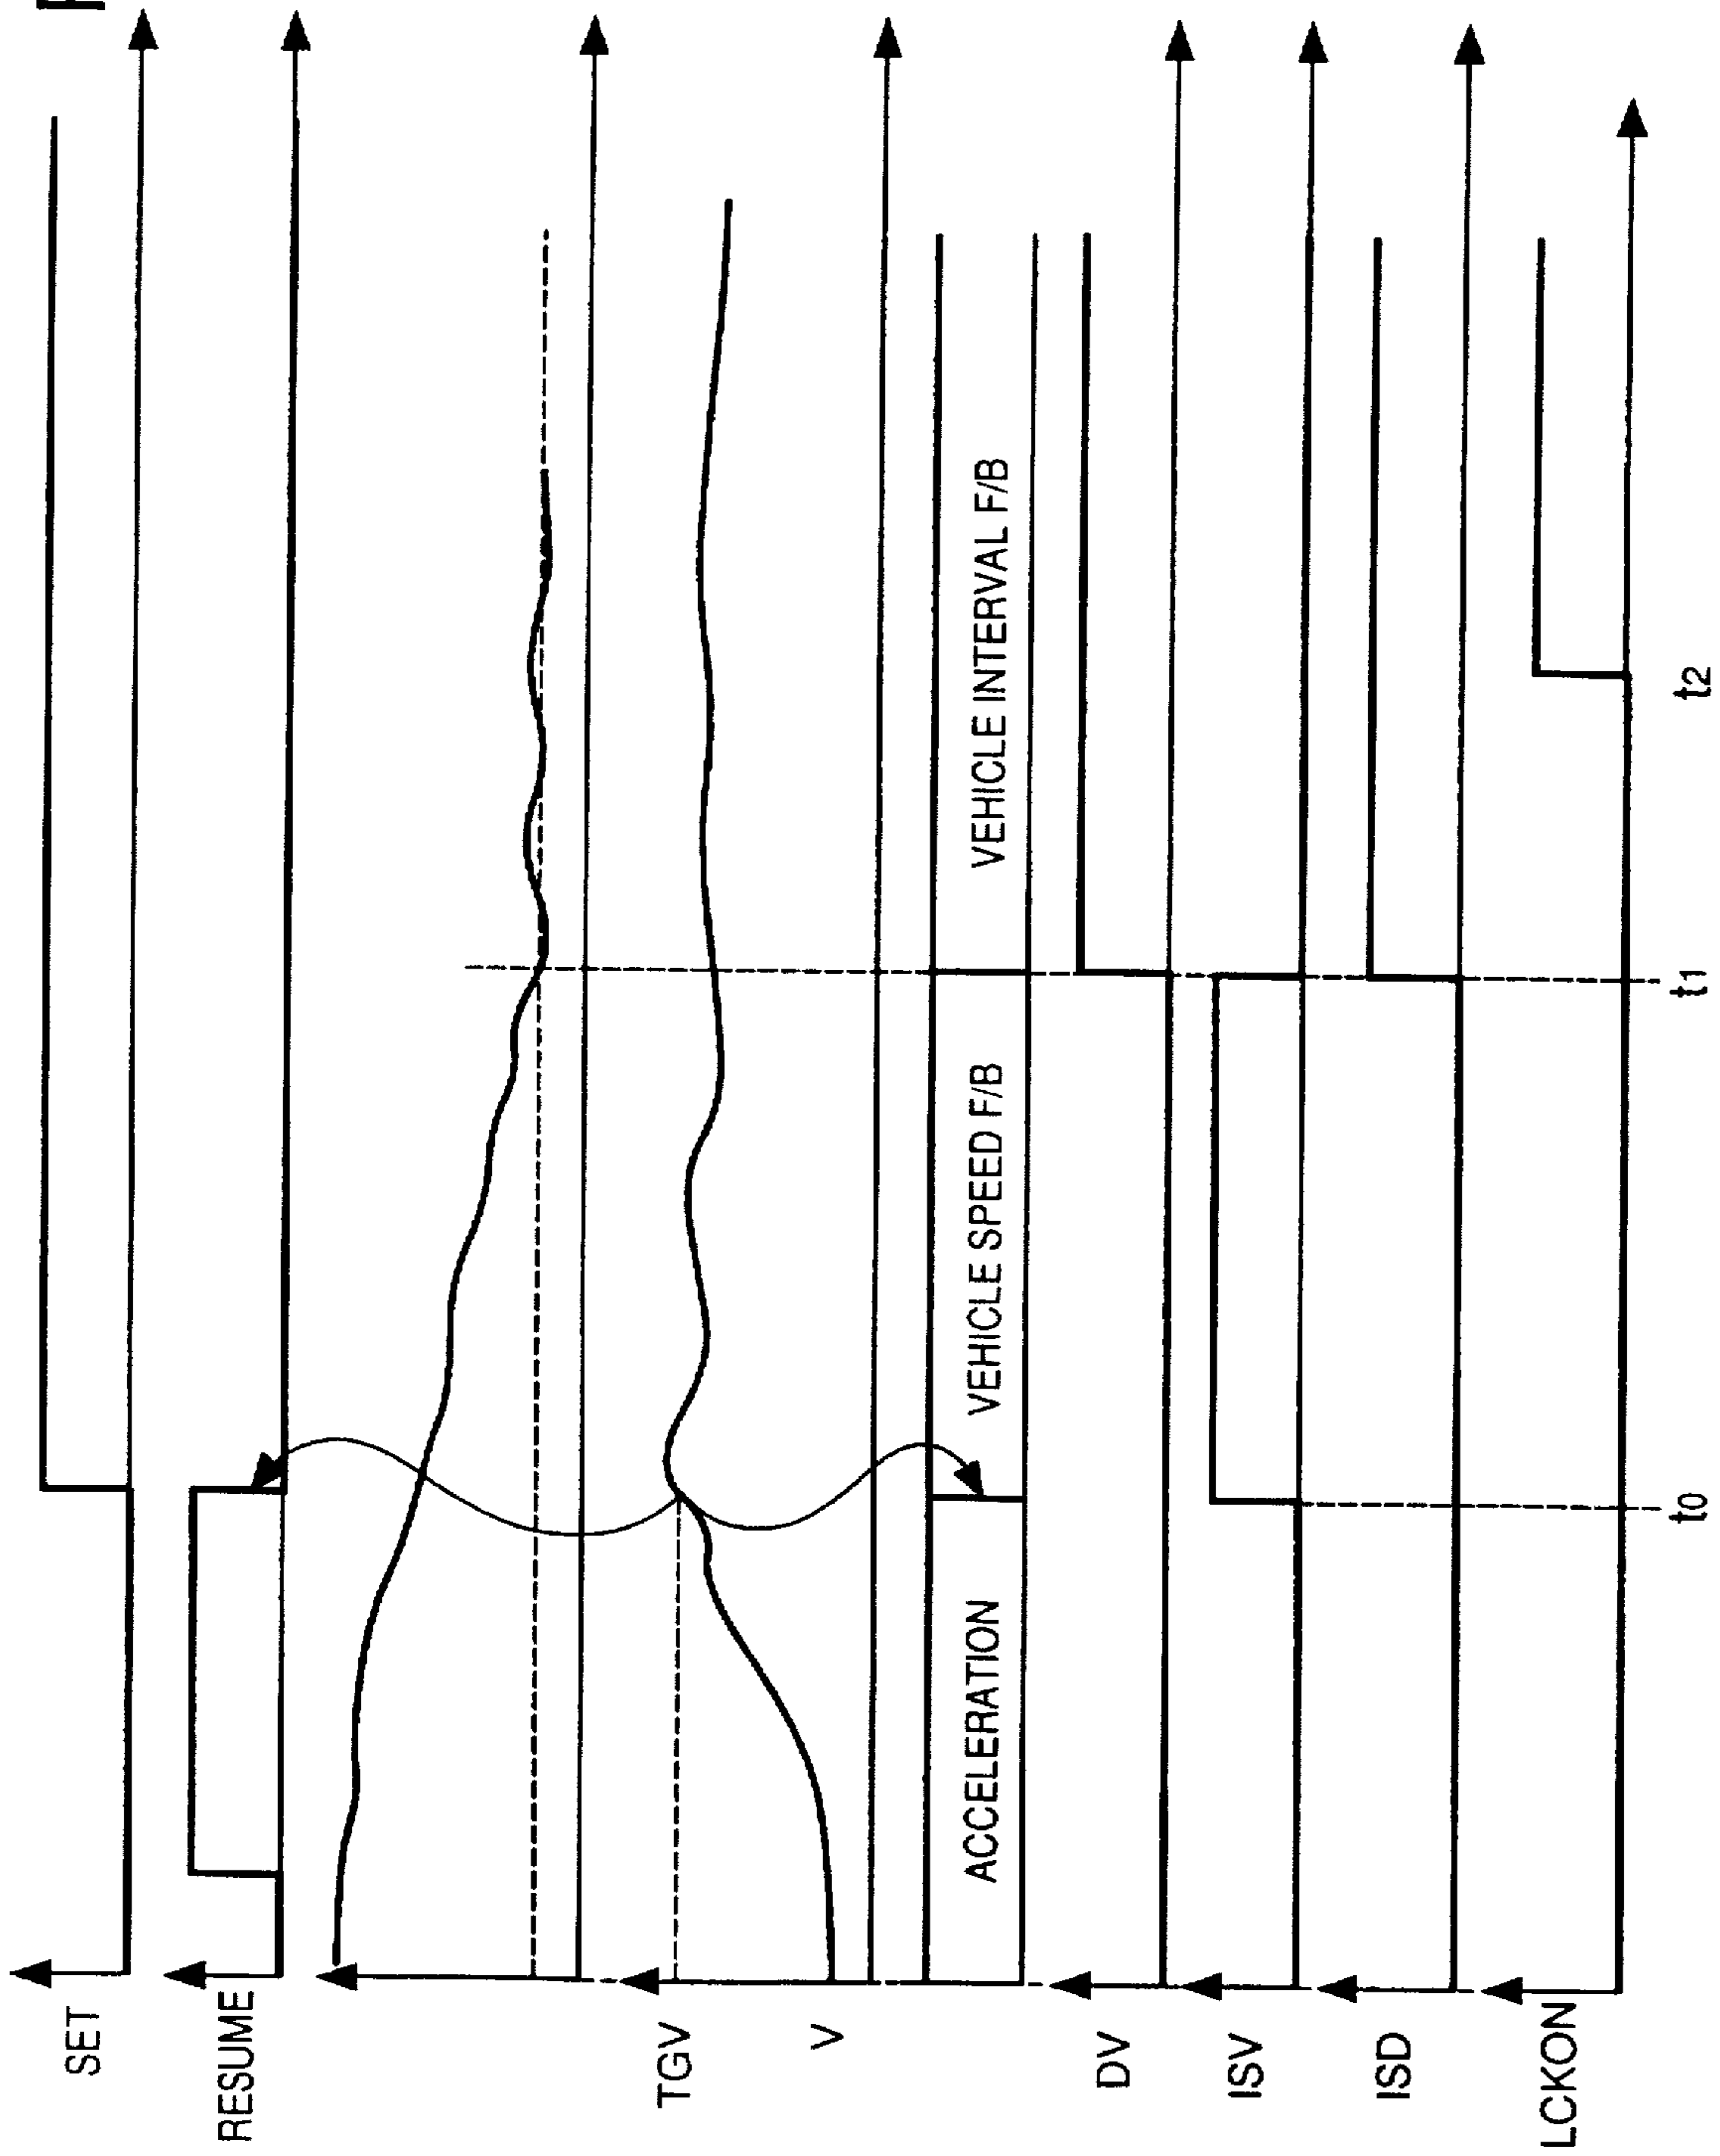 SET
RESUME
TGV
V
ACCELERATION
VEHICLE SPEED F/B
VEHICLE INTERVAL F/B
DV
ISV
ISD
LCKON
t0
t1
t2